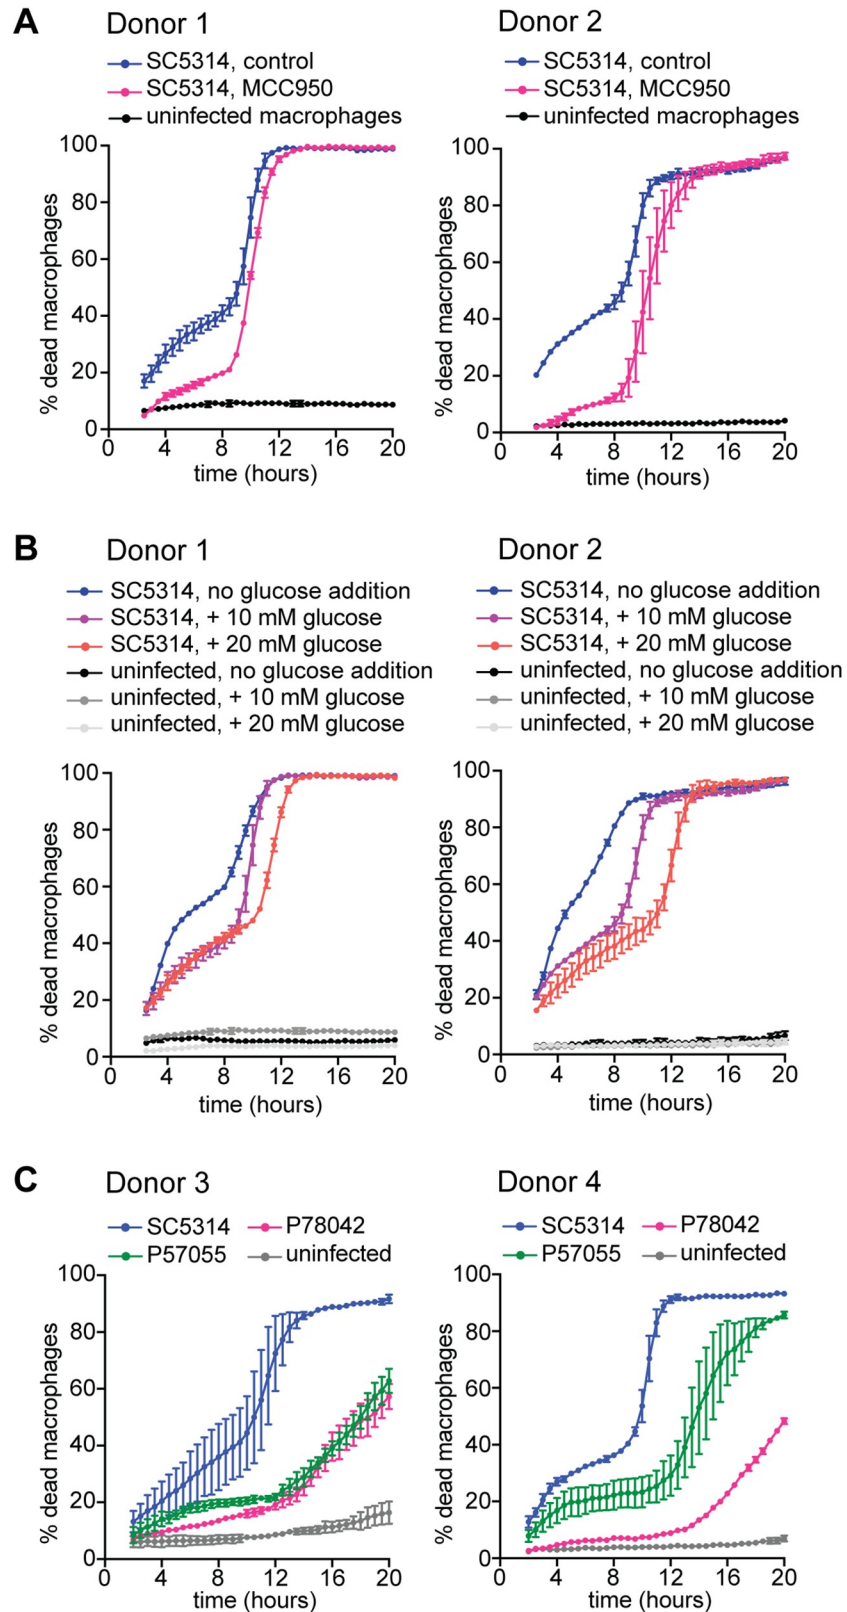 A
Donor 1
SC5314, control
SC5314, MCC950
uninfected macrophages
% dead macrophages
100
80
60
40
20
0
0 4 8 12 16 20
time (hours)
Donor 2
SC5314, control
SC5314, MCC950
uninfected macrophages
% dead macrophages
100
80
60
40
20
0
0 4 8 12 16 20
time (hours)
B
Donor 1
SC5314, no glucose addition
SC5314, + 10 mM glucose
SC5314, + 20 mM glucose
uninfected, no glucose addition
uninfected, + 10 mM glucose
uninfected, + 20 mM glucose
% dead macrophages
100
80
60
40
20
0
0 4 8 12 16 20
time (hours)
Donor 2
SC5314, no glucose addition
SC5314, + 10 mM glucose
SC5314, + 20 mM glucose
uninfected, no glucose addition
uninfected, + 10 mM glucose
uninfected, + 20 mM glucose
% dead macrophages
100
80
60
40
20
0
0 4 8 12 16 20
time (hours)
C
Donor 3
SC5314 P78042
P57055 uninfected
% dead macrophages
100
80
60
40
20
0
0 4 8 12 16 20
time (hours)
Donor 4
SC5314 P78042
P57055 uninfected
% dead macrophages
100
80
60
40
20
0
0 4 8 12 16 20
time (hours)